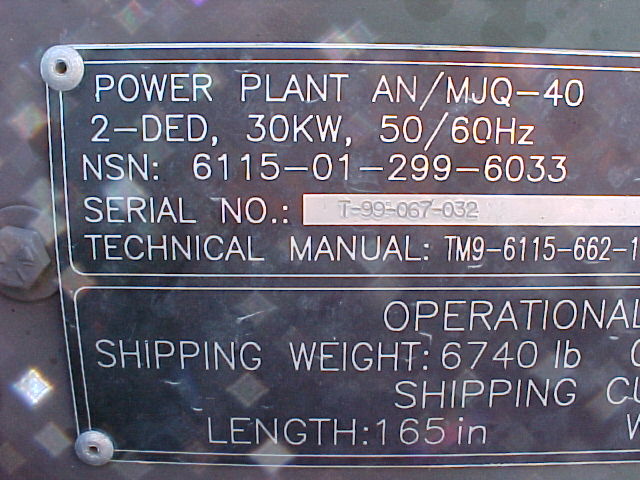 POWER PLANT AN/MJQ-40
2-DED, 30KW, 50/60Hz
NSN: 6115-01-299-6033
SERIAL NO.: T-99-067-032
TECHNICAL MANUAL: TM9-6115-662-1
OPERATIONAL
SHIPPING WEIGHT: 6740 lb
SHIPPING
LENGTH: 165 in